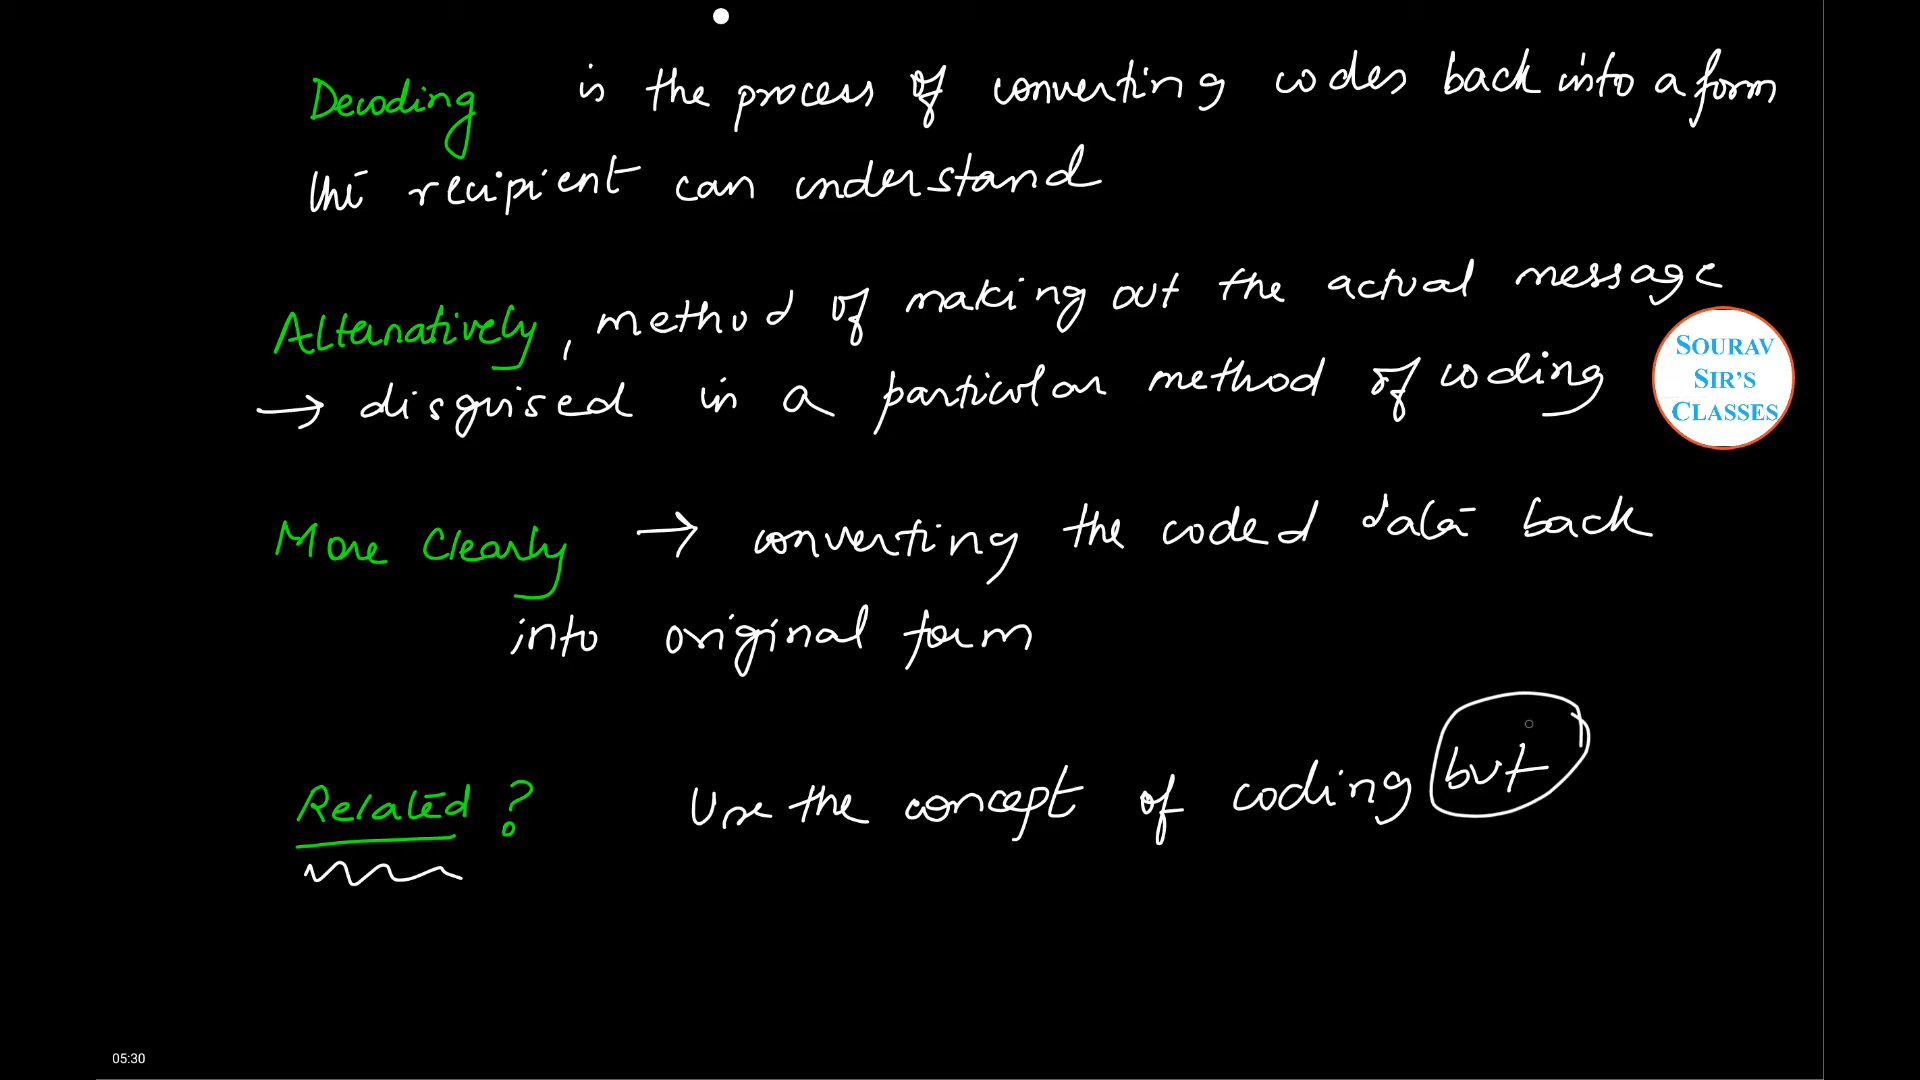 Decoding is the process of converting codes back into a form
the recipient can understand
Alternatively, method of making out the actual message
→ disguised in a particular method of coding
SOURAV
SIR'S
CLASSES
More Clearly → converting the coded data back
into original form
Related? Use the concept of coding but
05:30